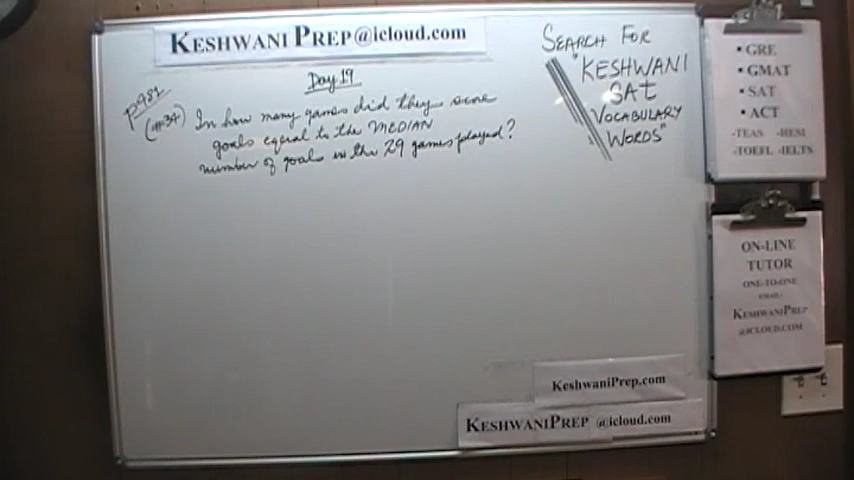 KESHWANI PREP@icloud.com
Day 19
P981
(#34) In how many games did they score
goals equal to the MEDIAN
number of goals in the 29 games played?
SEARCH FOR
"KESHWANI
SAT
VOCABULARY
WORDS"
• GRE
• GMAT
• SAT
• ACT
-TEAS -HESI
-TOEFL -IELTS
ON-LINE
TUTOR
ONE-TO-ONE
EMAIL:
KESHWANIPREP
@ICLOUD.COM
KeshwaniPrep.com
KESHWANIPREP @icloud.com